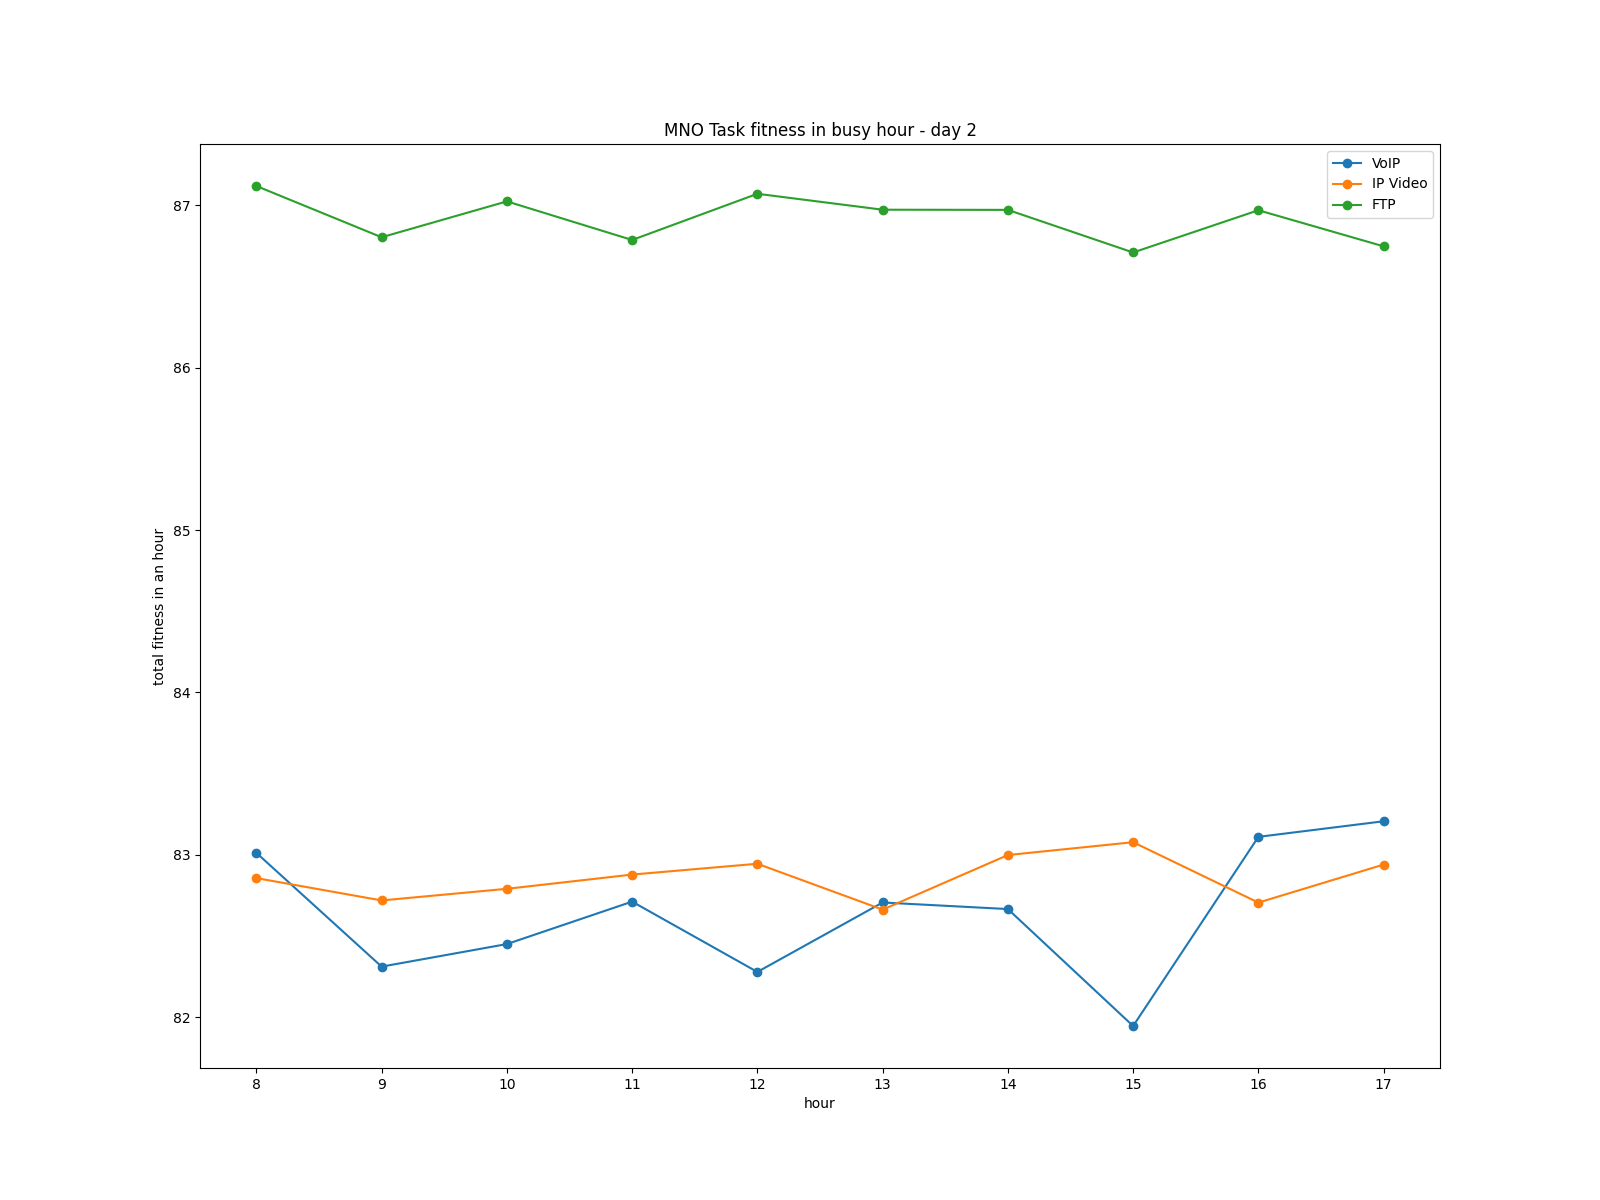 MNO Task fitness in busy hour - day 2
VoIP
IP Video
FTP
87
86
85
84
83
82
total fitness in an hour
8 9 10 11 12 13 14 15 16 17
hour